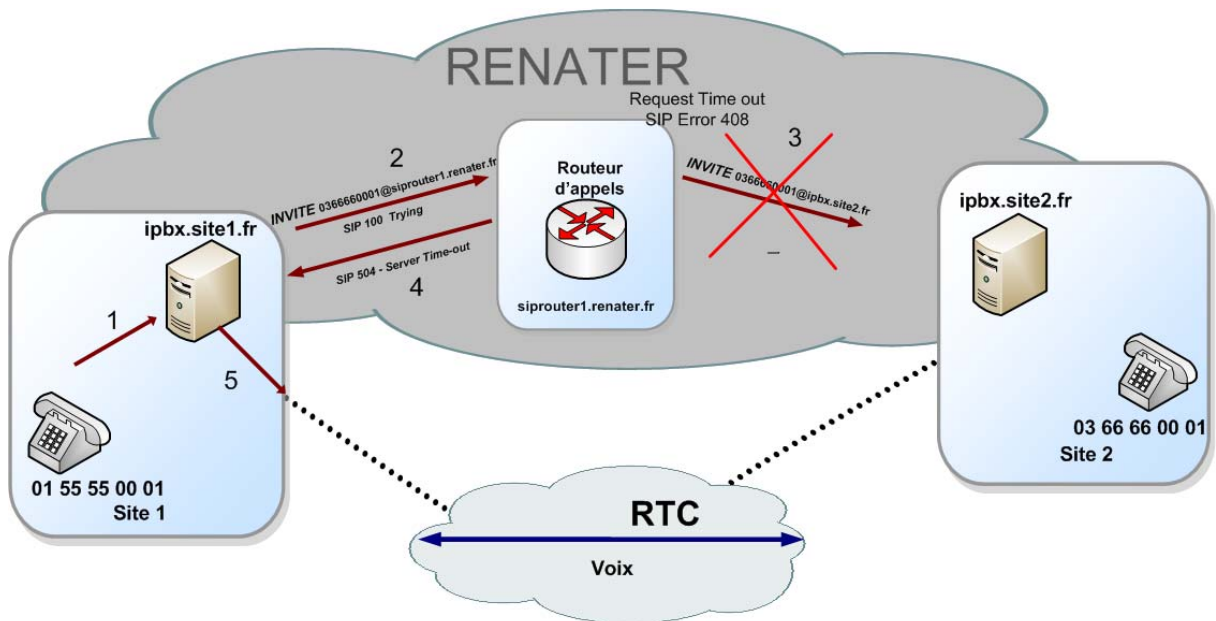 RENATER
Request Time out
SIP Error 408
2
3
INVITE 0366660001@siprouter1.renater.fr
SIP 100 Trying
Routeur
d'appels
INVITE 0366660001@ipbx.site2.fr
ipbx.site1.fr
ipbx.site2.fr
SIP 504 - Server Time-out
4
siprouter1.renater.fr
1
5
01 55 55 00 01
Site 1
03 66 66 00 01
Site 2
RTC
Voix